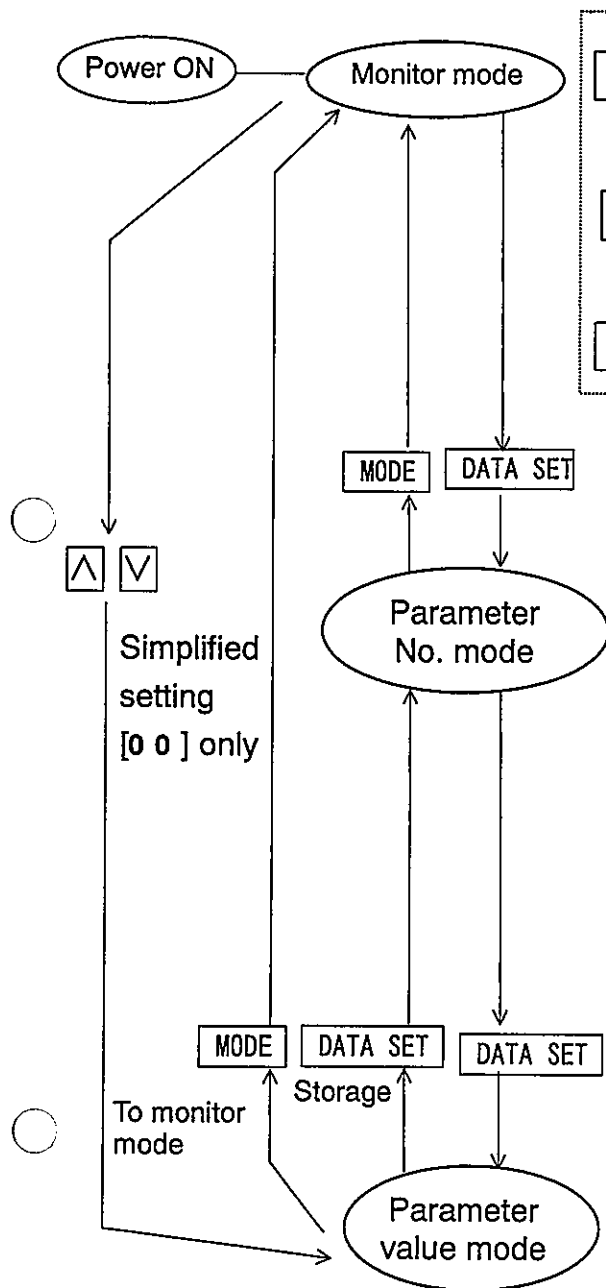 Power ON
Monitor mode
MODE
DATA SET
∧ ∨
Parameter
No. mode
Simplified
setting
[0 0] only
MODE
DATA SET
DATA SET
Storage
To monitor
mode
Parameter
value mode